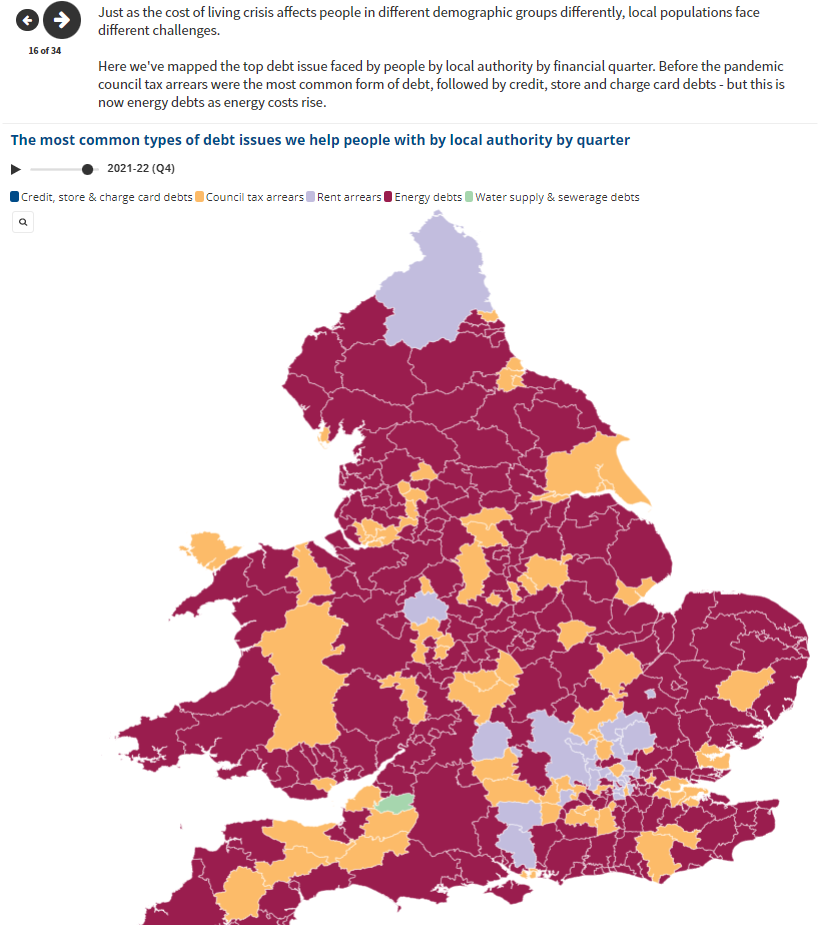 Just as the cost of living crisis affects people in different demographic groups differently, local populations face
different challenges.
16 of 34
Here we've mapped the top debt issue faced by people by local authority by financial quarter. Before the pandemic
council tax arrears were the most common form of debt, followed by credit, store and charge card debts - but this is
now energy debts as energy costs rise.
The most common types of debt issues we help people with by local authority by quarter
2021-22 (Q4)
Credit, store & charge card debts Council tax arrears Rent arrears Energy debts Water supply & sewerage debts